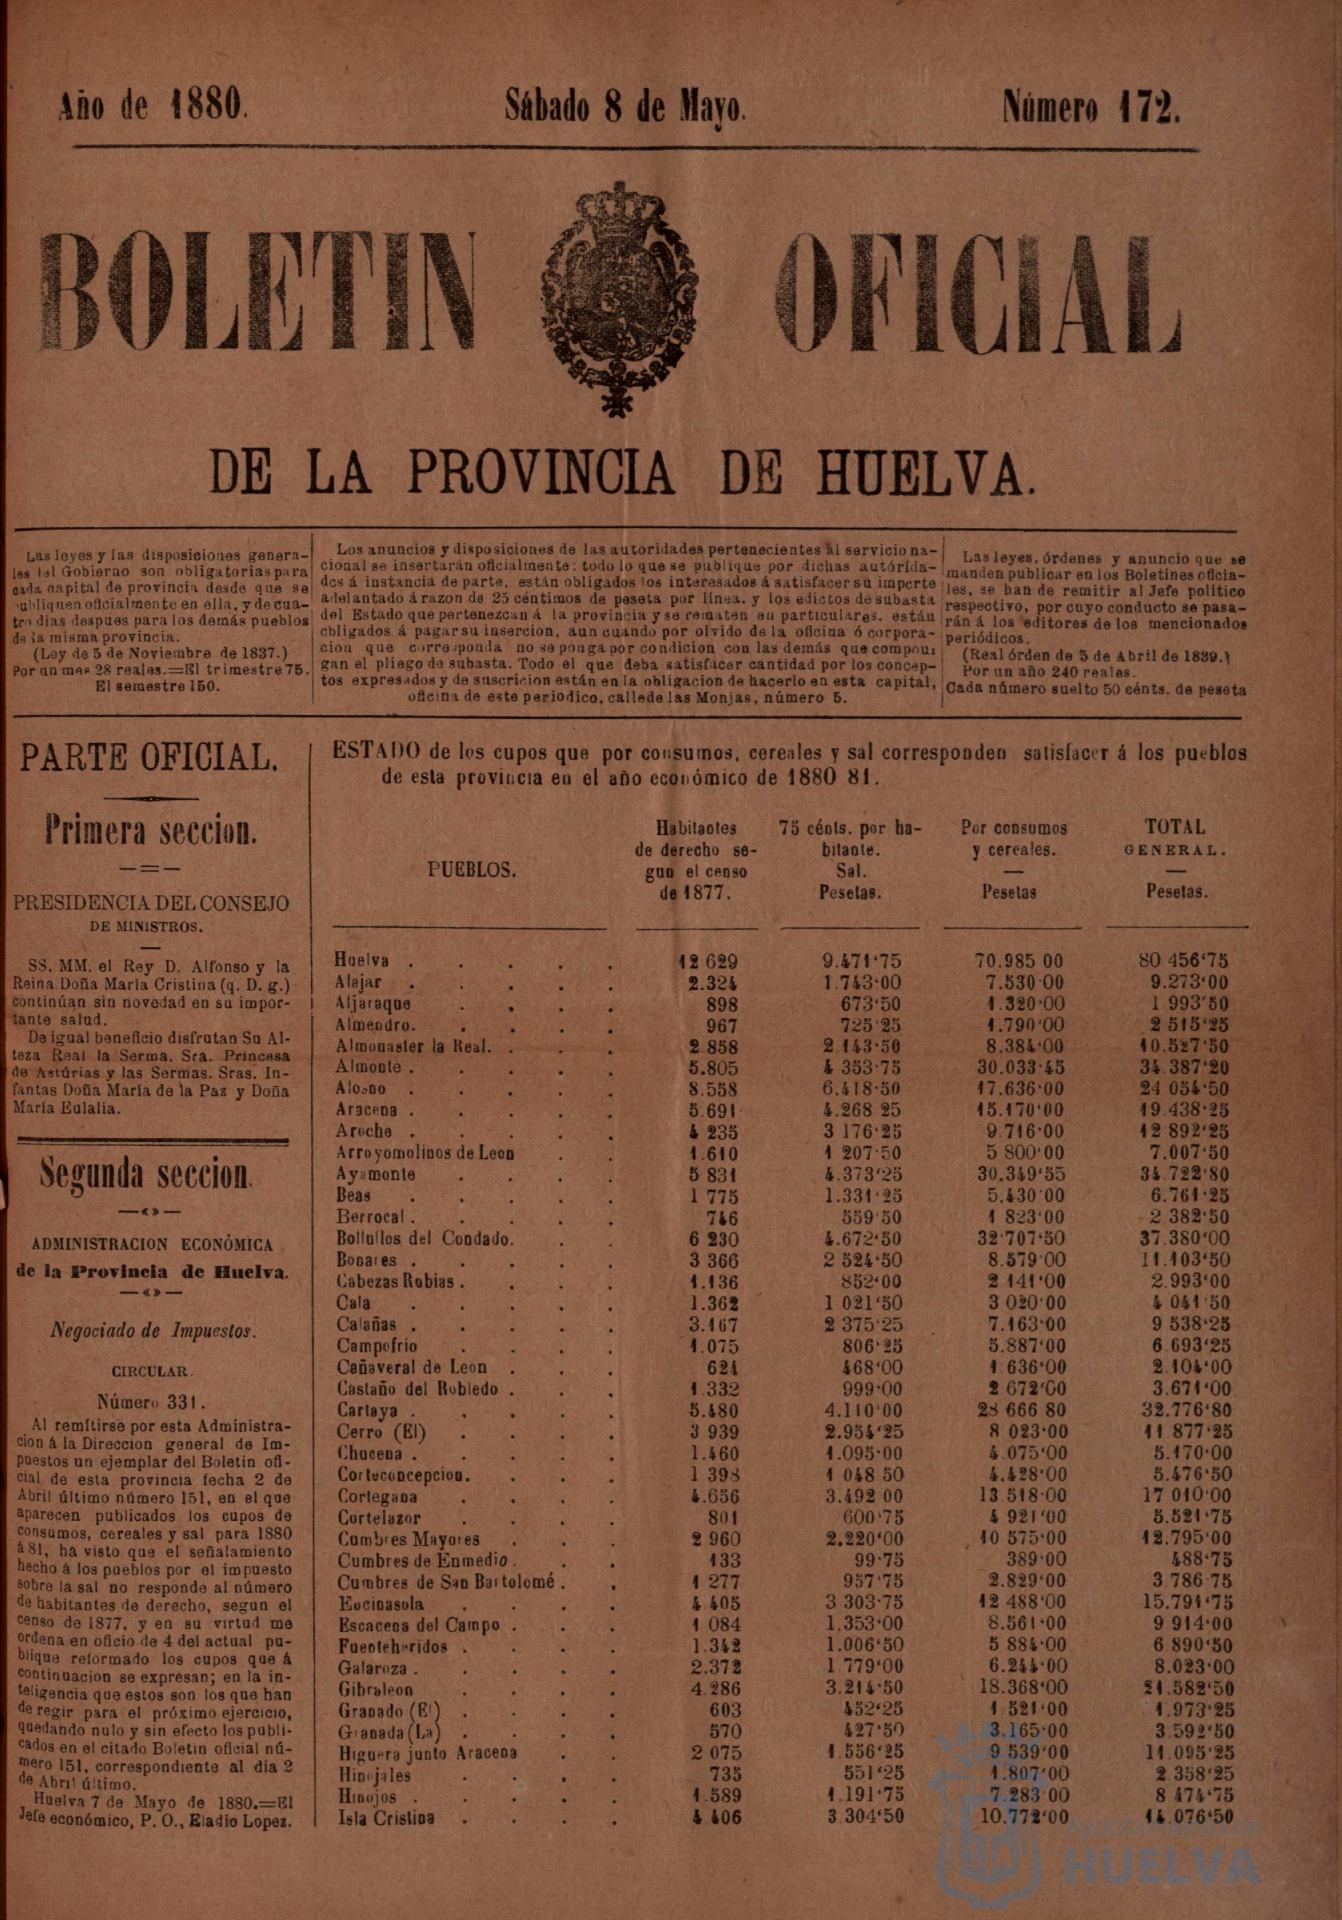 Año de 1880.
Sábado 8 de Mayo.
Número 172.
BOLETIN OFICIAL
DE LA PROVINCIA DE HUELVA.
Las leyes y las disposiciones genera-
les del Gobierno son obligatorias para
cada capital de provincia desde que se
publiquen oficialmente en ella, y de cua-
tro dias despues para los demás pueblos
de la misma provincia.
(Ley de 5 de Noviembre de 1837.)
Por un mes 28 reales.=El trimestre 75.
El semestre 150.
Los anuncios y disposiciones de las autoridades pertenecientes al servicio na-
cional se insertarán oficialmente: todo lo que se publique por dichas autórida-
des á instancia de parte, están obligados los interesados á satisfacer su importe
adelantado á razon de 25 céntimos de peseta por línea. y los edictos de subasta
del Estado que pertenezcan á la provincia y se rematen en particulares. están
obligados á pagar su insercion, aun cuando por olvido de la oficina ó corpora-
cion que corresponda no se ponga por condicion con las demás que compon
gan el pliego de subasta. Todo el que deba satisfacer cantidad por los concep-
tos expresados y de suscricion están en la obligacion de hacerlo en esta capital,
oficina de este periodico, calle de las Monjas, número 5.
Las leyes, órdenes y anuncio que se
manden publicar en los Boletines oficia-
les, se han de remitir al Jefe político
respectivo, por cuyo conducto se pasa-
rán á los editores de los mencionados
periódicos.
(Real órden de 3 de Abril de 1839.)
Por un año 240 reales.
Cada número suelto 50 cénts. de peseta
PARTE OFICIAL.
Primera seccion.
PRESIDENCIA DEL CONSEJO
DE MINISTROS.
SS. MM. el Rey D. Alfonso y la
Reina Doña María Cristina (q. D. g.)
continúan sin novedad en su impor-
tante salud.
De igual beneficio disfrutan Su Al-
teza Real la Serma. Sra. Princesa
de Astúrias y las Sermas. Sras. In-
fantas Doña María de la Paz y Doña
María Eulalia.
Segunda seccion.
ADMINISTRACION ECONÓMICA
de la Provincia de Huelva.
Negociado de Impuestos.
CIRCULAR.
Número 331.
Al remitirse por esta Administra-
cion á la Direccion general de Im-
puestos un ejemplar del Boletin ofi-
cial de esta provincia fecha 2 de
Abril último número 151, en el que
aparecen publicados los cupos de
consumos, cereales y sal para 1880
á 81, ha visto que el señalamiento
hecho á los pueblos por el impuesto
sobre la sal no responde al número
de habitantes de derecho, segun el
censo de 1877, y en su virtud me
ordena en oficio de 4 del actual pu-
blique reformado los cupos que á
continuacion se expresan; en la in-
teligencia que estos son los que han
de regir para el próximo ejercicio,
quedando nulo y sin efecto los publi-
cados en el citado Boletin oficial nú-
mero 151, correspondiente al dia 2
de Abril último.
Huelva 7 de Mayo de 1880.=El
Jefe económico, P. O., Eladio Lopez.
ESTADO de los cupos que por consumos, cereales y sal corresponden satisfacer á los pueblos
de esta provincia en el año económico de 1880 81.
PUEBLOS.
Habitantes
de derecho se-
gun el censo
de 1877.
75 cénts. por ha-
bitante.
Sal.
Pesetas.
Por consumos
y cereales.
—
Pesetas
TOTAL
GENERAL.
—
Pesetas.
Huelva . . . . . 12 629 9.471'75 70.985 00 80 456'75
Alajar . . . . . 2.324 1.743'00 7.530·00 9.273'00
Aljaraque . . . . 898 673'50 1.320'00 1 993'50
Almendro. . . . . 967 725'25 1.790'00 2 515'25
Almonaster la Real. . . . 2.858 2 143·50 8.384·00 10.527'50
Almonte . . . . . 5.805 4 353·75 30.033·45 34.387'20
Alosno . . . . . 8.558 6.418·50 17.636'00 24 054'50
Aracena . . . . . 5.691 4.268 25 15.170'00 19.438·25
Aroche . . . . . 4 235 3 176'25 9.716·00 12 892'25
Arroyomolinos de Leon . . 1.610 1 207'50 5 800'00 7.007'50
Ayamonte . . . . 5 831 4.373'25 30.349'55 34.722'80
Beas . . . . . 1 775 1.331'25 5.430'00 6.761·25
Berrocal . . . . . 746 559'50 1 823'00 2 382'50
Bollullos del Condado. . . 6 230 4.672'50 32·707'50 37.380'00
Bonares . . . . . 3 366 2 524'50 8.579'00 11.103'50
Cabezas Rubias . . . . 1.136 852'00 2 141'00 2.993'00
Cala . . . . . 1.362 1 021'50 3 020'00 4 041'50
Calañas . . . . . 3.167 2 375'25 7.163'00 9 538'25
Campofrio . . . . 1.075 806'25 5.887'00 6.693'25
Cañaveral de Leon . . . 624 468'00 1 636'00 2.104'00
Castaño del Robledo . . . 1.332 999·00 2 672'00 3.671'00
Cartaya . . . . . 5.480 4.110'00 28 666 80 32.776'80
Cerro (El) . . . . 3 939 2.954'25 8 023'00 11 877'25
Chucena . . . . . 1.460 1.095·00 4.075'00 5.170'00
Corteconcepcion. . . . 1 398 1 048 50 4.428'00 5.476'50
Cortegana . . . . 4.656 3.492 00 13 518·00 17 010'00
Cortelazor . . . . 801 600'75 4 921'00 5.521'75
Cumbres Mayores . . . 2 960 2.220'00 10 575'00 12.795'00
Cumbres de Enmedio . . . 133 99·75 389'00 488'75
Cumbres de San Bartolomé . . 1 277 957'75 2.829'00 3 786·75
Encinasola . . . . 4.405 3 303·75 12 488'00 15.791'75
Escacena del Campo . . . 1 084 1.353'00 8.561'00 9 914'00
Fuenteheridos . . . . 1.342 1.006'50 5 884'00 6 890'50
Galaroza . . . . . 2.372 1 779'00 6.244·00 8.023'00
Gibraleon . . . . 4.286 3.214'50 18.368'00 21.582'50
Granado (El) . . . . 603 452'25 1 521'00 1.973'25
Granada (La) . . . . 570 427'50 3.165'00 3.592'50
Higuera junto Aracena . . 2 075 1.556'25 9 539'00 11.095'25
Hinojales . . . . 735 551'25 1.807'00 2 358'25
Hinojos . . . . . 1.589 1.191'75 7.283'00 8 474'75
Isla Cristina . . . . 4 406 3.304'50 10.772'00 14.076'50
HUELVA